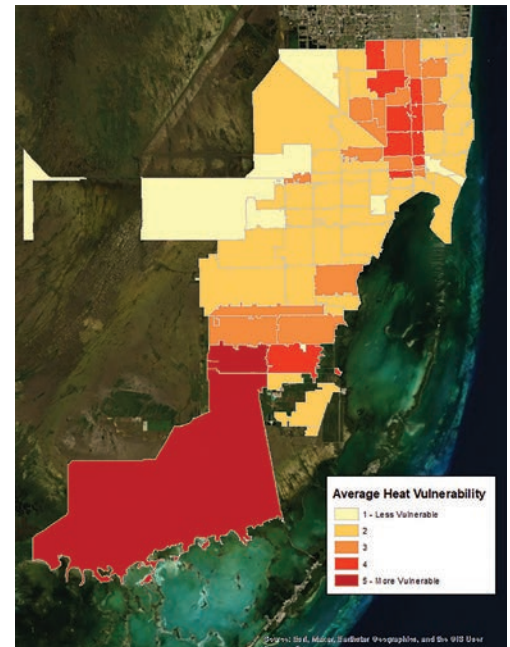 Average Heat Vulnerability
1 - Less Vulnerable
2
3
4
5 - More Vulnerable
Source: Esri, Maxar, Earthstar Geographics, and the GIS User